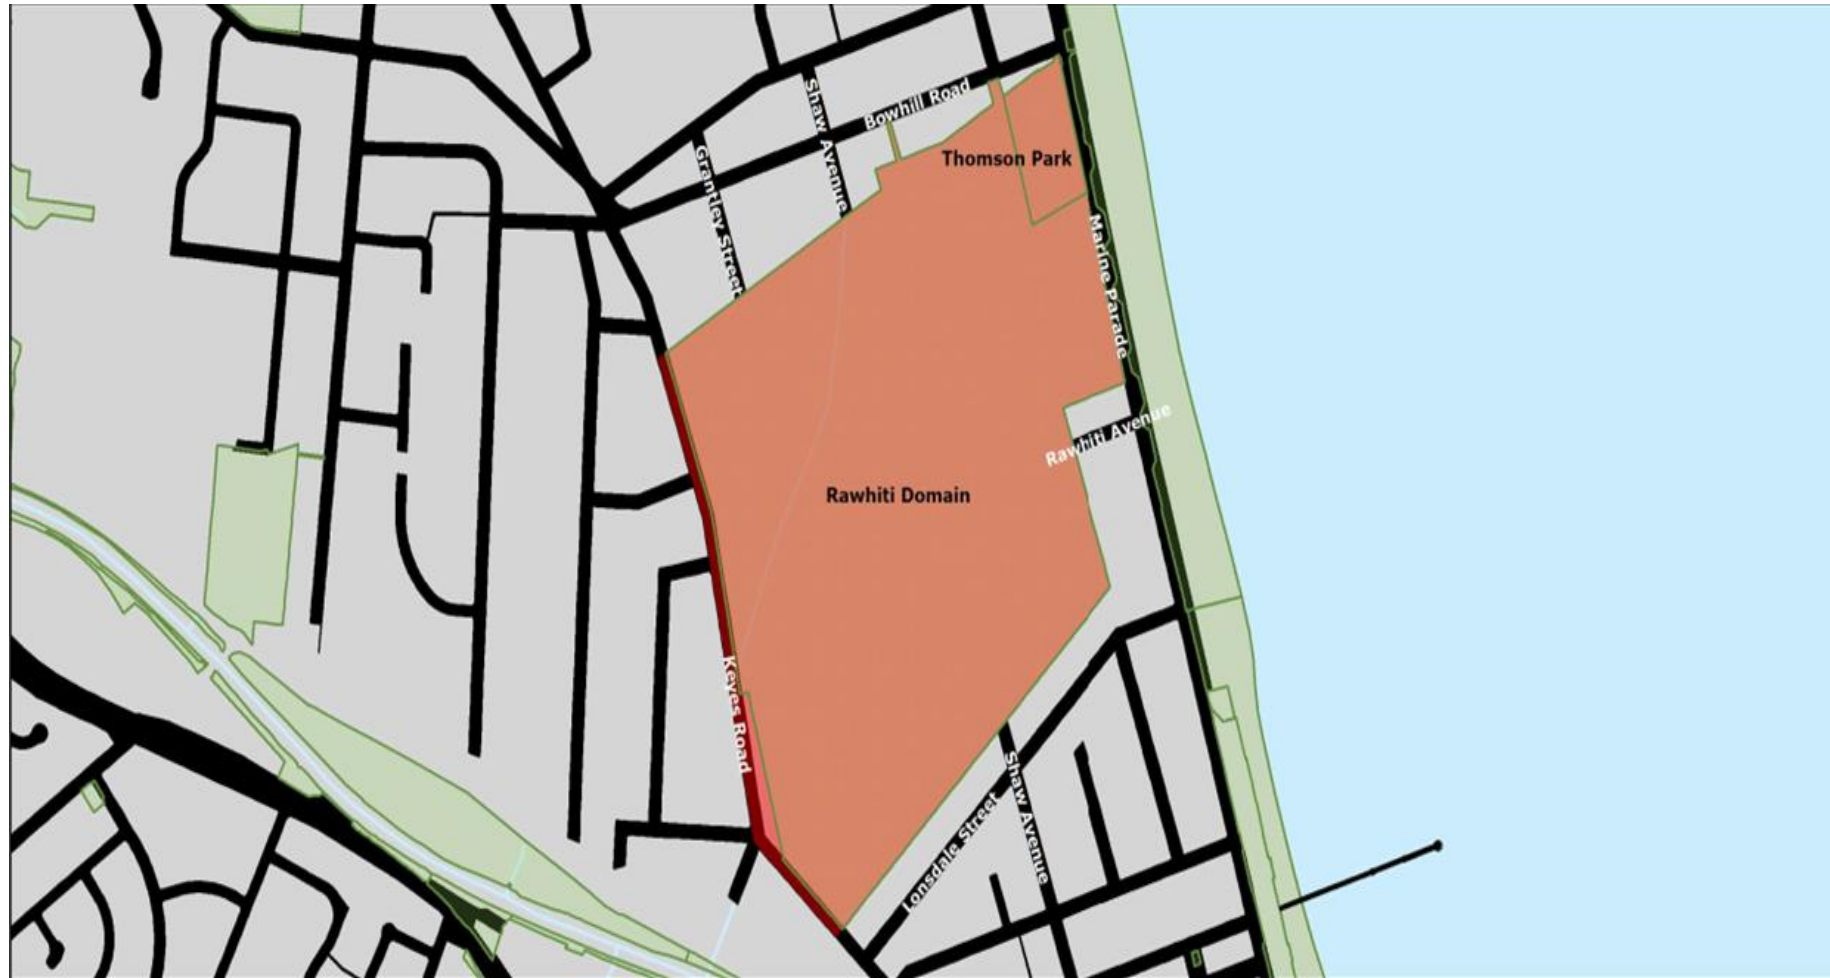 Shaw Avenue
Bowhill Road
Thomson Park
Grantley Street
Marine Parade
Rawhiti Avenue
Rawhiti Domain
Keyes Road
Shaw Avenue
Lonsdale Street